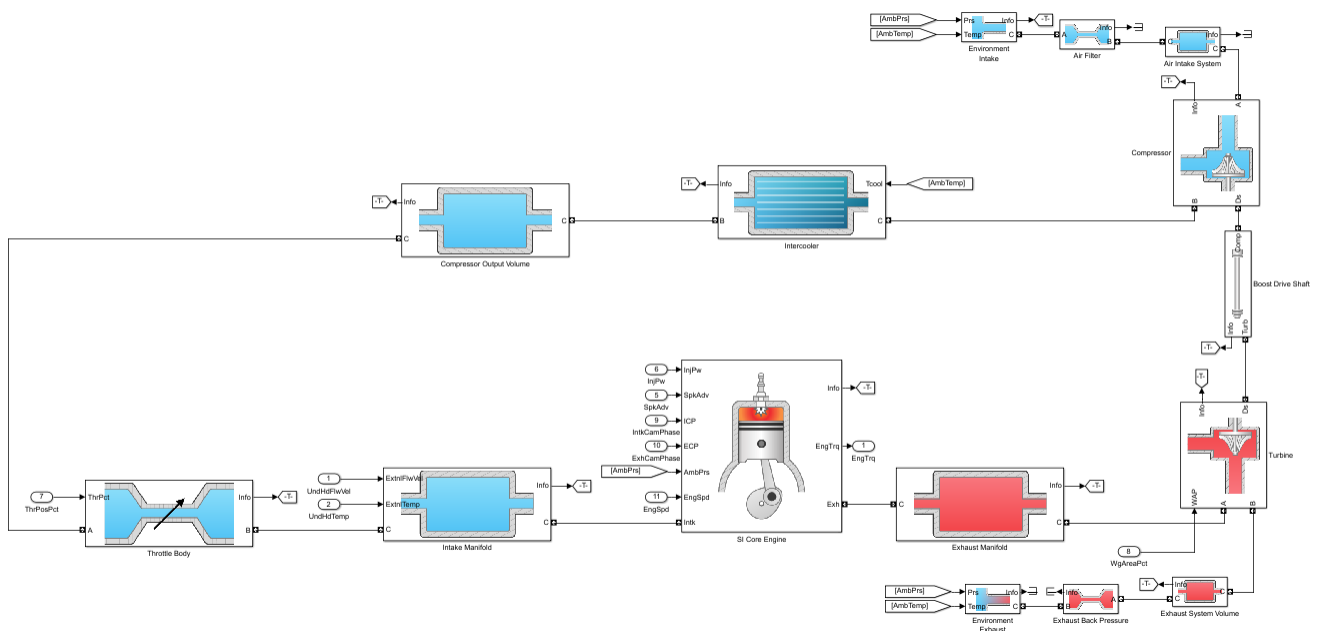 [AmbPrs]
[AmbTemp]
Prs
Temp
Info
C
-T-
Environment
Intake
A
Info
B
Air Filter
C
Info
C
Air Intake System
-T-
Info
A
Compressor
B
Ds
-T-
Info
Tcool
[AmbTemp]
B
C
Intercooler
-T-
Info
C
C
Compressor Output Volume
Comp
Boost Drive Shaft
Info
Turb
-T-
-T-
Info
Ds
Turbine
WAP
A
B
6
InjPw
InjPw
5
SpkAdv
SpkAdv
9
ICP
IntkCamPhase
10
ECP
ExhCamPhase
[AmbPrs]
AmbPrs
11
EngSpd
EngSpd
Intk
Info
-T-
EngTrq
1
EngTrq
Exh
SI Core Engine
7
ThrPct
ThrPosPct
Info
-T-
A
B
Throttle Body
1
ExtnlFlwVel
UndHdFlwVel
2
ExtnlTemp
UndHdTemp
Info
-T-
C
C
Intake Manifold
Info
-T-
C
C
Exhaust Manifold
8
WgAreaPct
[AmbPrs]
[AmbTemp]
Prs
Temp
Info
C
Environment
Exhaust
Info
B
A
Exhaust Back Pressure
-T-
Info
C
C
Exhaust System Volume